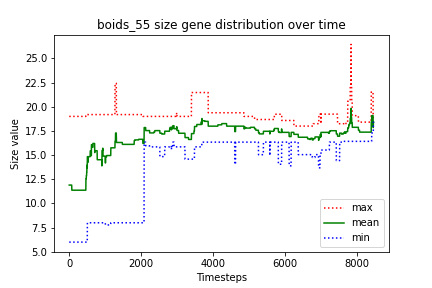 boids_55 size gene distribution over time
Size value
25.0
22.5
20.0
17.5
15.0
12.5
10.0
7.5
5.0
0
2000
4000
6000
8000
Timesteps
max
mean
min